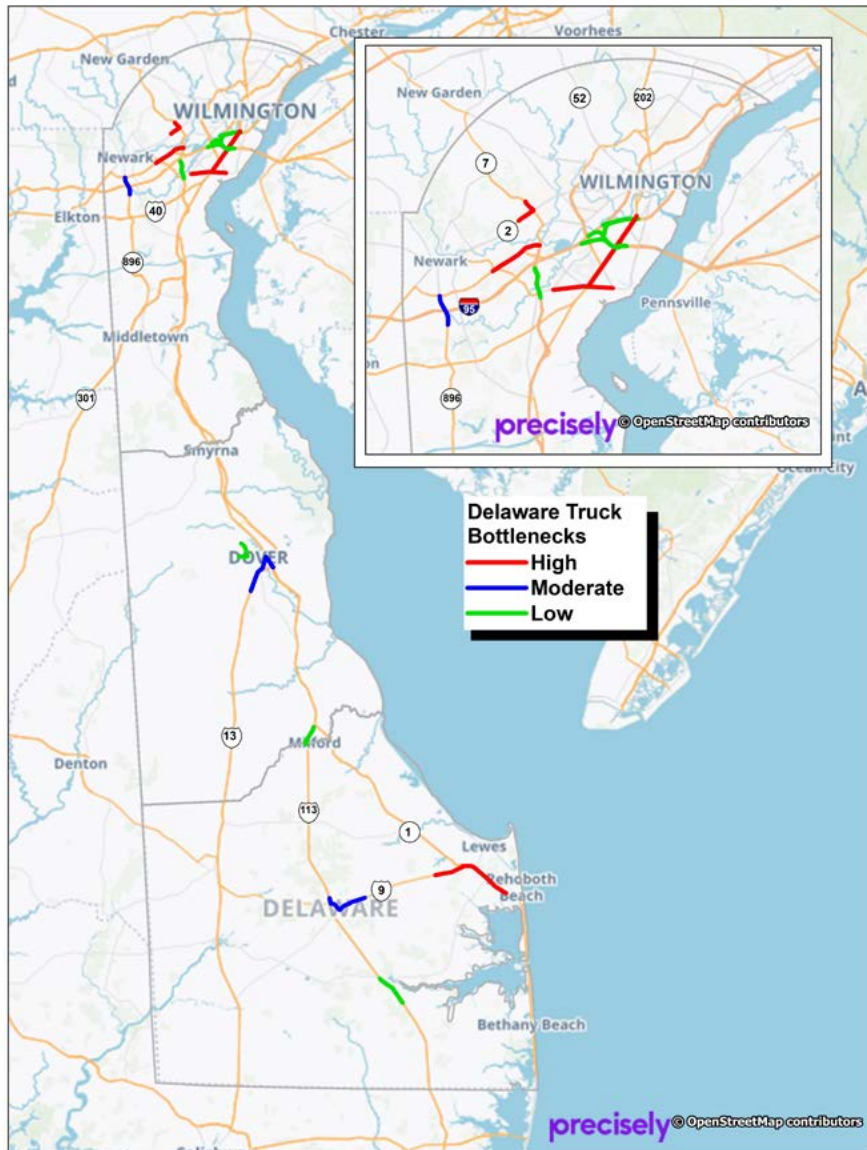 Chester
Voorhees
New Garden
WILMINGTON
Newark
Elkton
40
896
Middletown
301
Smyrna
DOVER
13
Milford
Denton
113
1
Lewes
Rehoboth
Beach
9
DELAWARE
Bethany Beach
Ocean City
New Garden
52
202
7
WILMINGTON
2
Newark
95
Pennsville
896
precisely © OpenStreetMap contributors
Delaware Truck
Bottlenecks
High
Moderate
Low
precisely © OpenStreetMap contributors